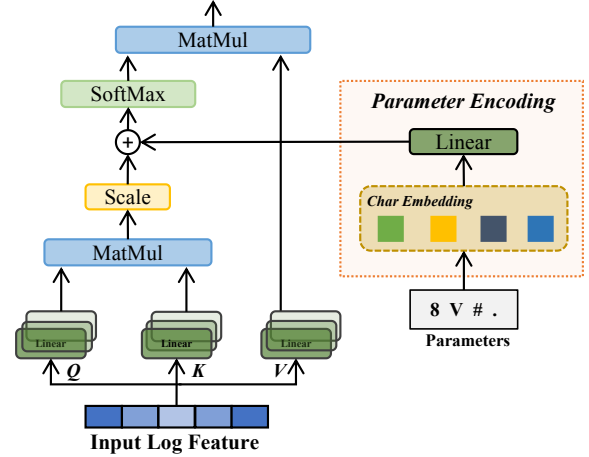 MatMul
SoftMax
Parameter Encoding
+
Linear
Scale
Char Embedding
MatMul
8 V # .
Parameters
Linear
Linear
Linear
Q
K
V
Input Log Feature